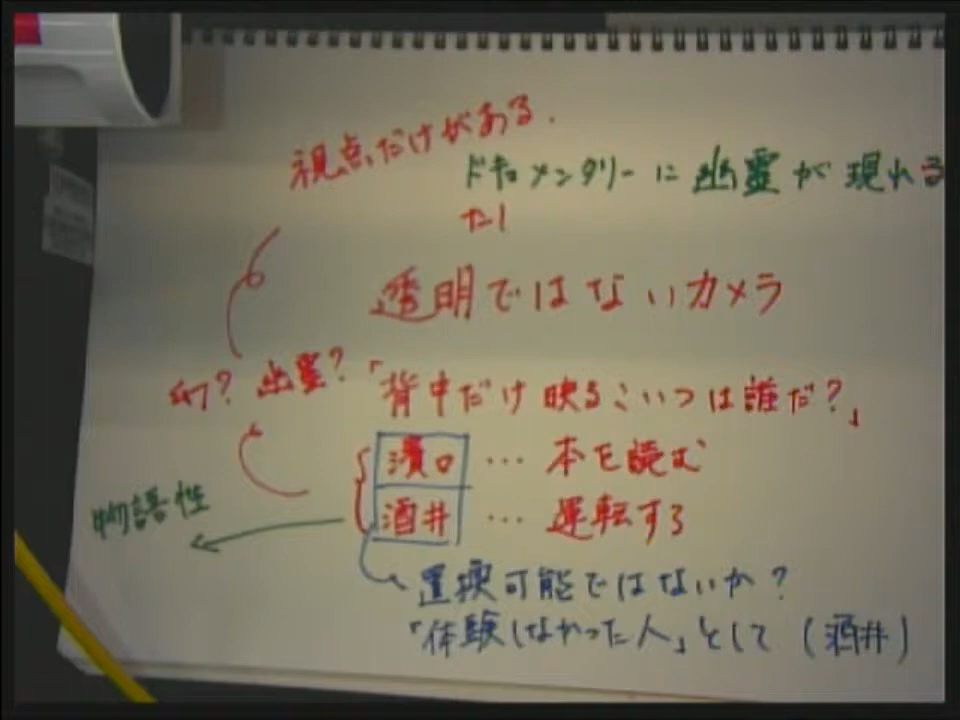 視点だけがある.
ドキュメンタリーに幽霊が現れる
透明ではないカメラ
幻? 幽霊?「背中だけ映るこいつは誰だ?」
濱口 … 本を読む
酒井 … 運転する
物語性
置換可能ではないか?
「体験しなかった人」として (酒井)